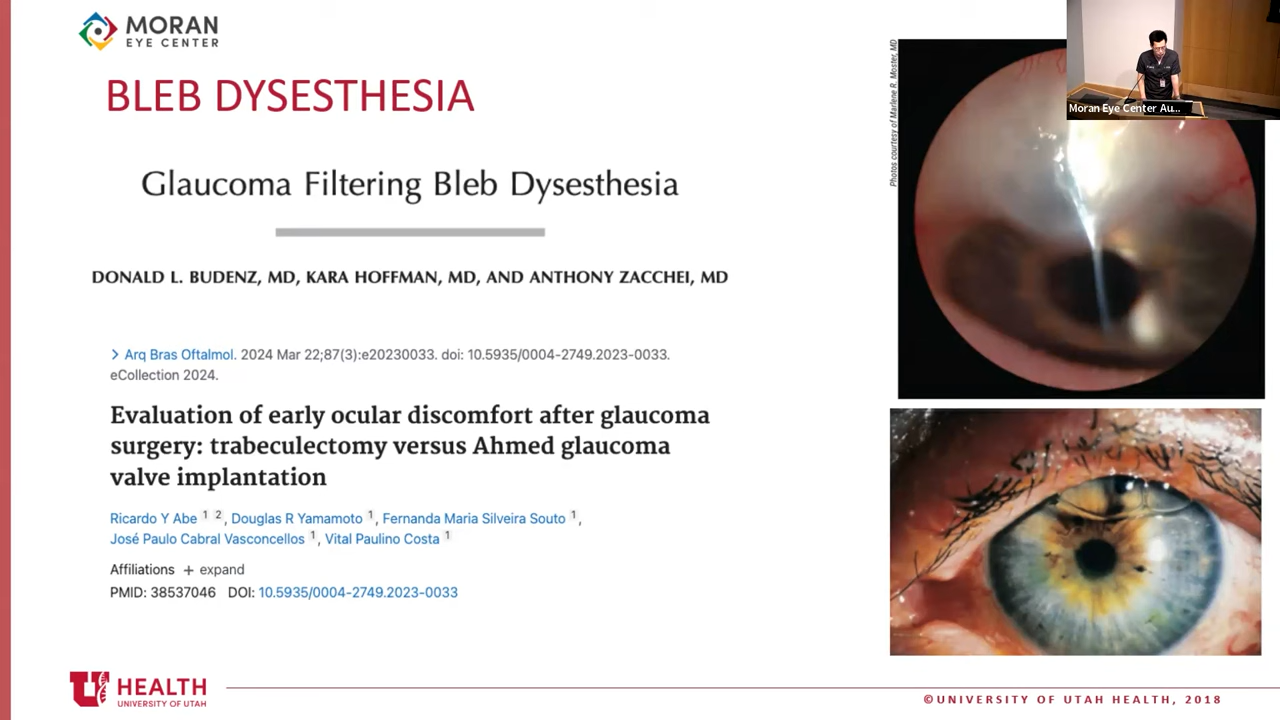 MORAN
EYE CENTER
BLEB DYSESTHESIA
Glaucoma Filtering Bleb Dysesthesia
DONALD L. BUDENZ, MD, KARA HOFFMAN, MD, AND ANTHONY ZACCHEI, MD
> Arq Bras Oftalmol. 2024 Mar 22;87(3):e20230033. doi: 10.5935/0004-2749.2023-0033.
eCollection 2024.
Evaluation of early ocular discomfort after glaucoma
surgery: trabeculectomy versus Ahmed glaucoma
valve implantation
Ricardo Y Abe 1 2, Douglas R Yamamoto 1, Fernanda Maria Silveira Souto 1,
José Paulo Cabral Vasconcellos 1, Vital Paulino Costa 1
Affiliations + expand
PMID: 38537046 DOI: 10.5935/0004-2749.2023-0033
Photos courtesy of Marlene R. Moster, MD
Moran Eye Center Au...
U HEALTH
UNIVERSITY OF UTAH
©UNIVERSITY OF UTAH HEALTH, 2018